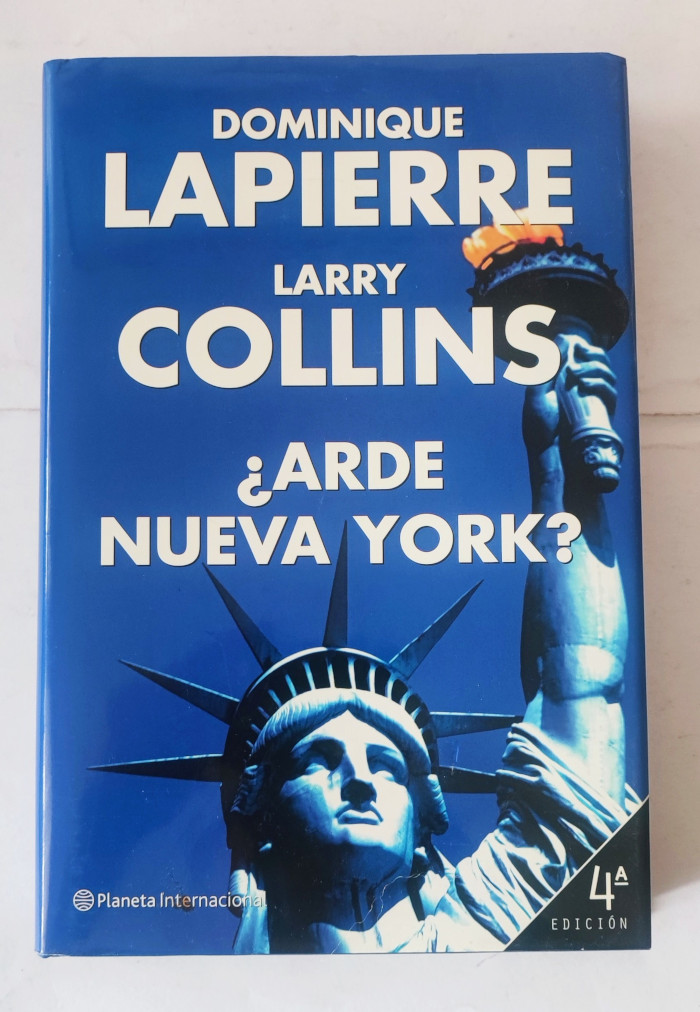 DOMINIQUE
LAPIERRE
LARRY
COLLINS
¿ARDE
NUEVA YORK?
Planeta Internacional
4ª
EDICIÓN